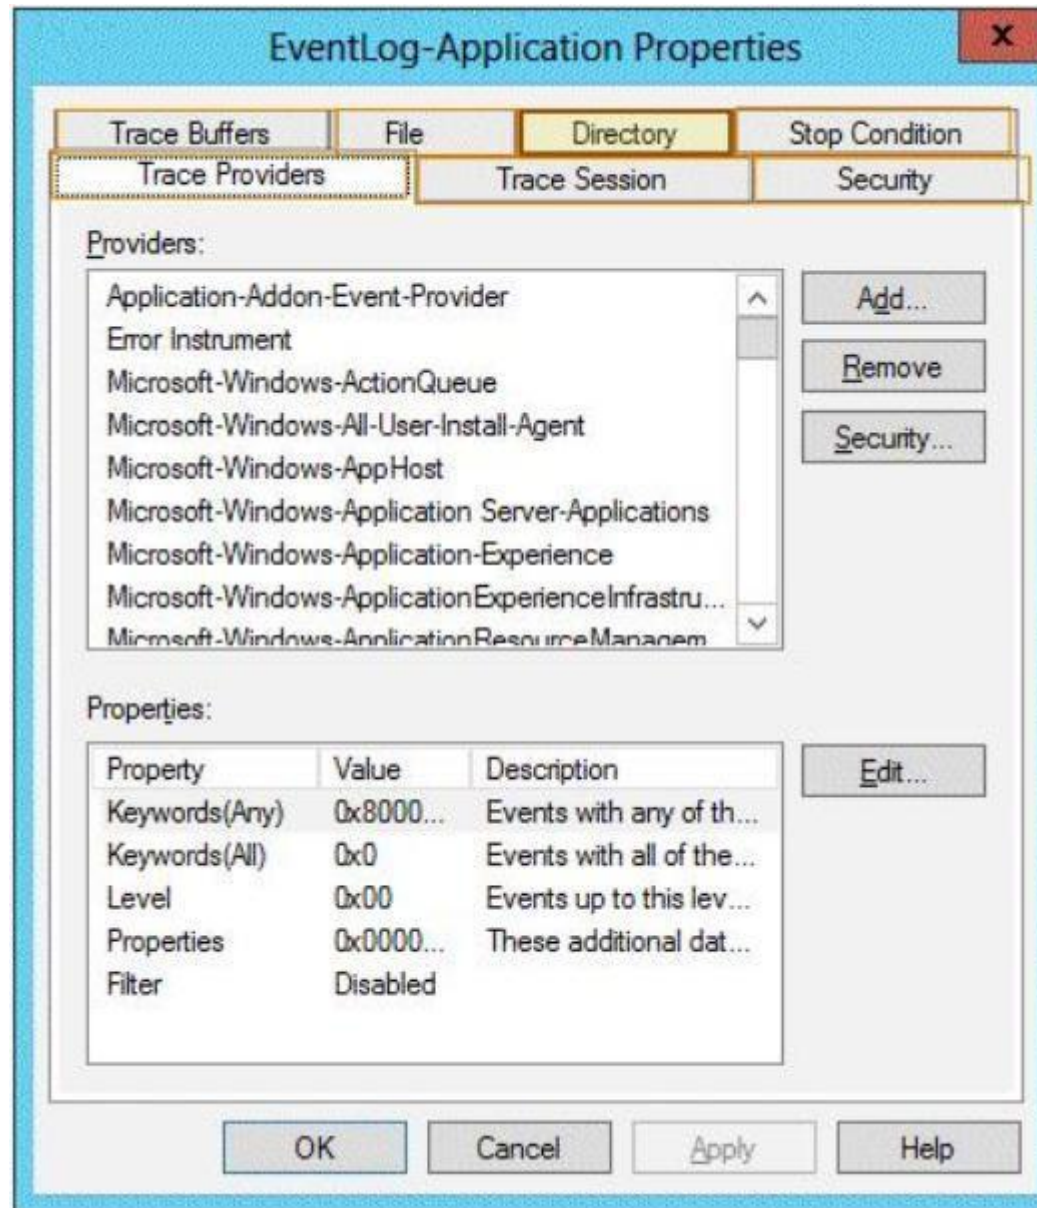 EventLog-Application Properties
x
Trace Buffers File Directory Stop Condition
Trace Providers Trace Session Security
Providers:
Application-Addon-Event-Provider
Error Instrument
Microsoft-Windows-ActionQueue
Microsoft-Windows-All-User-Install-Agent
Microsoft-Windows-AppHost
Microsoft-Windows-Application Server-Applications
Microsoft-Windows-Application-Experience
Microsoft-Windows-ApplicationExperienceInfrastru...
Microsoft-Windows-ApplicationResourceManagem
Add...
Remove
Security...
Properties:
Property Value Description
Keywords(Any) 0x8000... Events with any of th...
Keywords(All) 0x0 Events with all of the...
Level 0x00 Events up to this lev...
Properties 0x0000... These additional dat...
Filter Disabled
Edit...
OK Cancel Apply Help